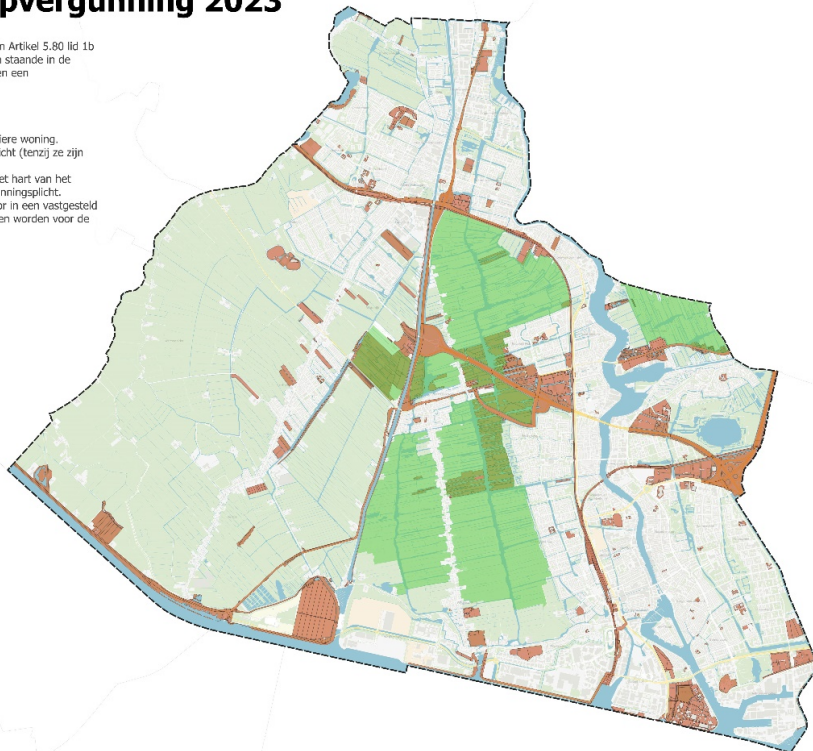 pvergunning 2023
n Artikel 5.80 lid 1b
n staande in de
en een
iere woning.
icht (tenzij ze zijn
et hart van het
nningsplicht.
or in een vastgesteld
en worden voor de